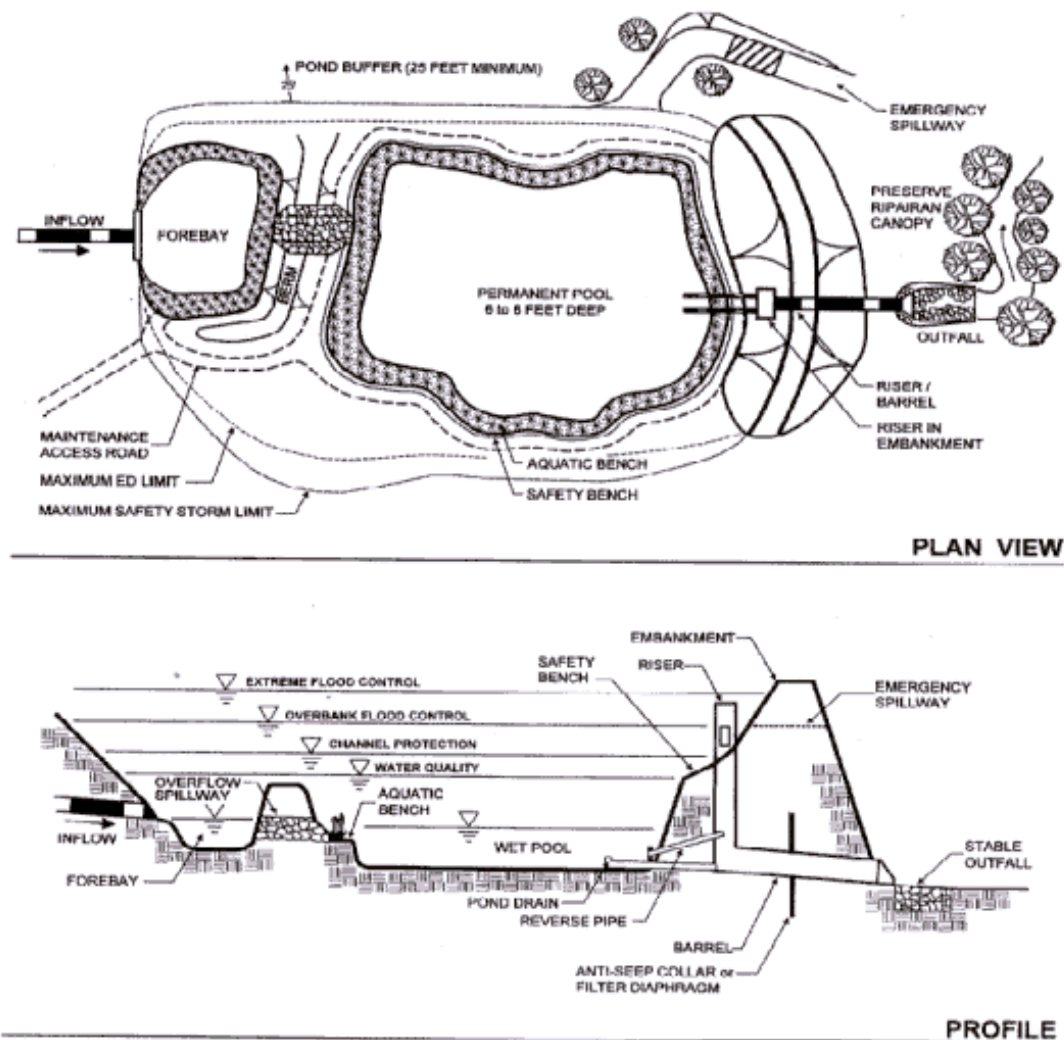 POND BUFFER (25 FEET MINIMUM)
EMERGENCY
SPILLWAY
PRESERVE
RIPAIRAN
CANOPY
INFLOW
FOREBAY
BERM
PERMANENT POOL
6 to 8 FEET DEEP
OUTFALL
RISER /
BARREL
RISER IN
EMBANKMENT
MAINTENANCE
ACCESS ROAD
AQUATIC BENCH
MAXIMUM ED LIMIT
SAFETY BENCH
MAXIMUM SAFETY STORM LIMIT
PLAN VIEW
EMBANKMENT
SAFETY
BENCH
RISER
EXTREME FLOOD CONTROL
EMERGENCY
SPILLWAY
OVERBANK FLOOD CONTROL
CHANNEL PROTECTION
WATER QUALITY
OVERFLOW
SPILLWAY
AQUATIC
BENCH
INFLOW
WET POOL
STABLE
OUTFALL
FOREBAY
POND DRAIN
REVERSE PIPE
BARREL
ANTI-SEEP COLLAR or
FILTER DIAPHRAGM
PROFILE